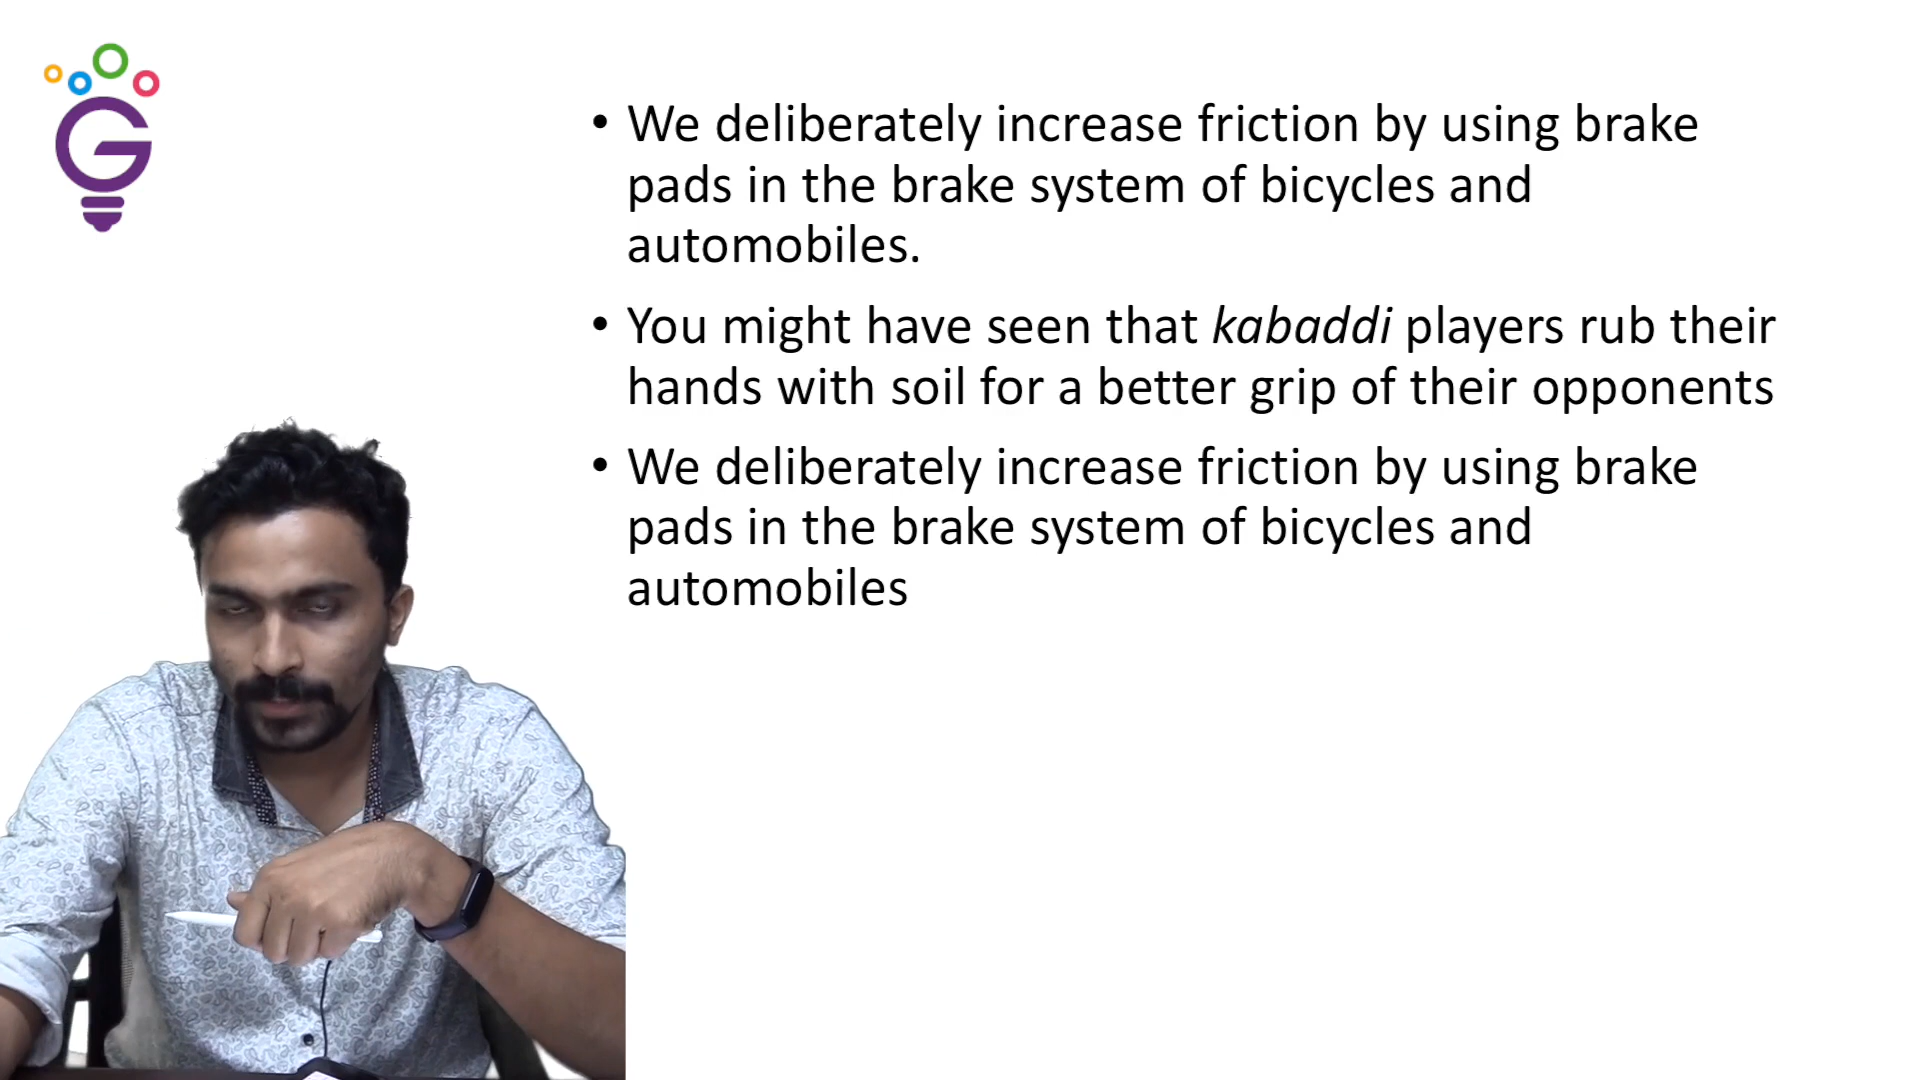 • We deliberately increase friction by using brake
pads in the brake system of bicycles and
automobiles.
• You might have seen that kabaddi players rub their
hands with soil for a better grip of their opponents
• We deliberately increase friction by using brake
pads in the brake system of bicycles and
automobiles